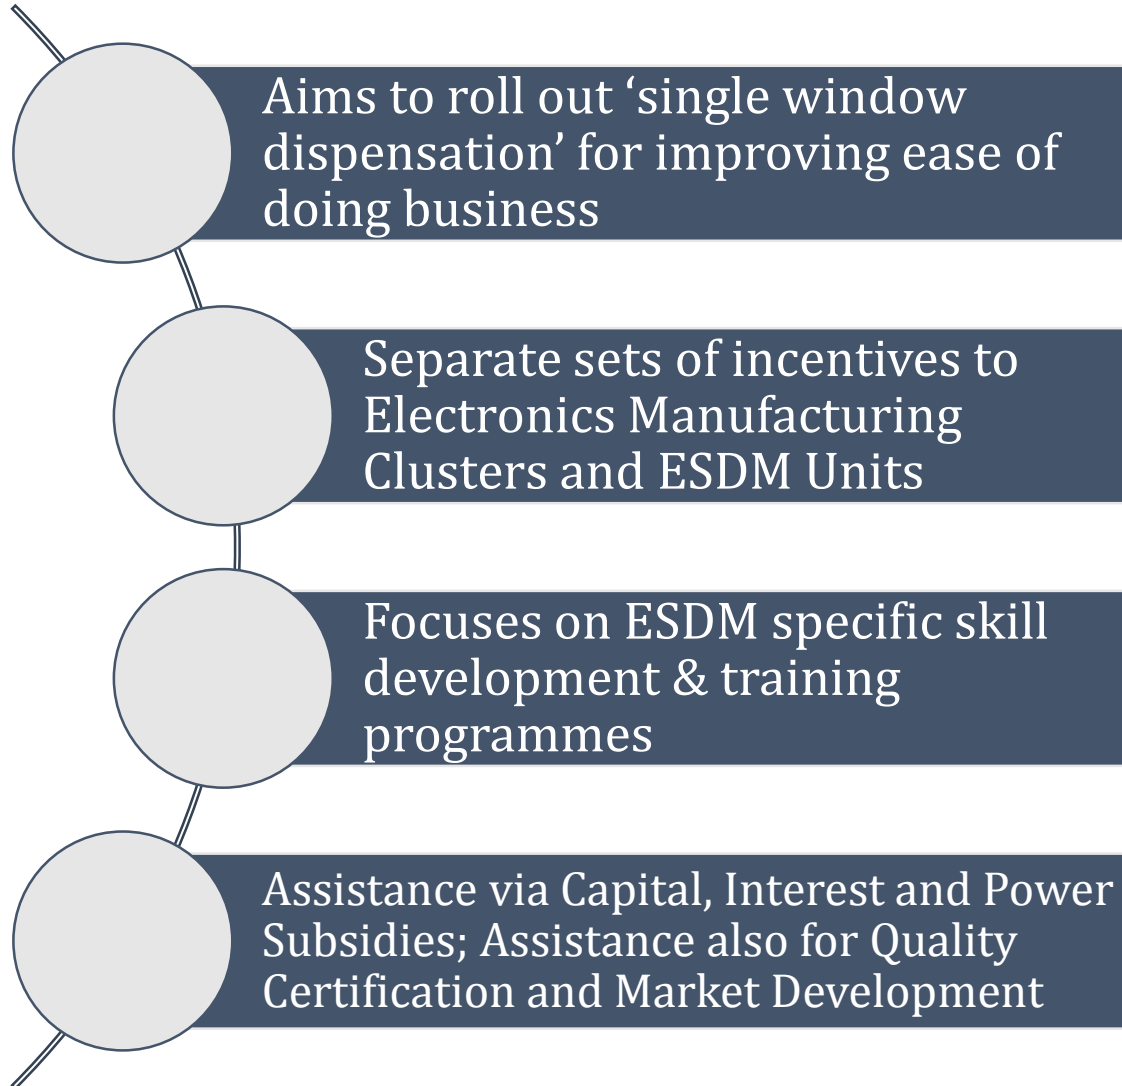 Aims to roll out ‘single window
dispensation’ for improving ease of
doing business
Separate sets of incentives to
Electronics Manufacturing
Clusters and ESDM Units
Focuses on ESDM specific skill
development & training
programmes
Assistance via Capital, Interest and Power
Subsidies; Assistance also for Quality
Certification and Market Development